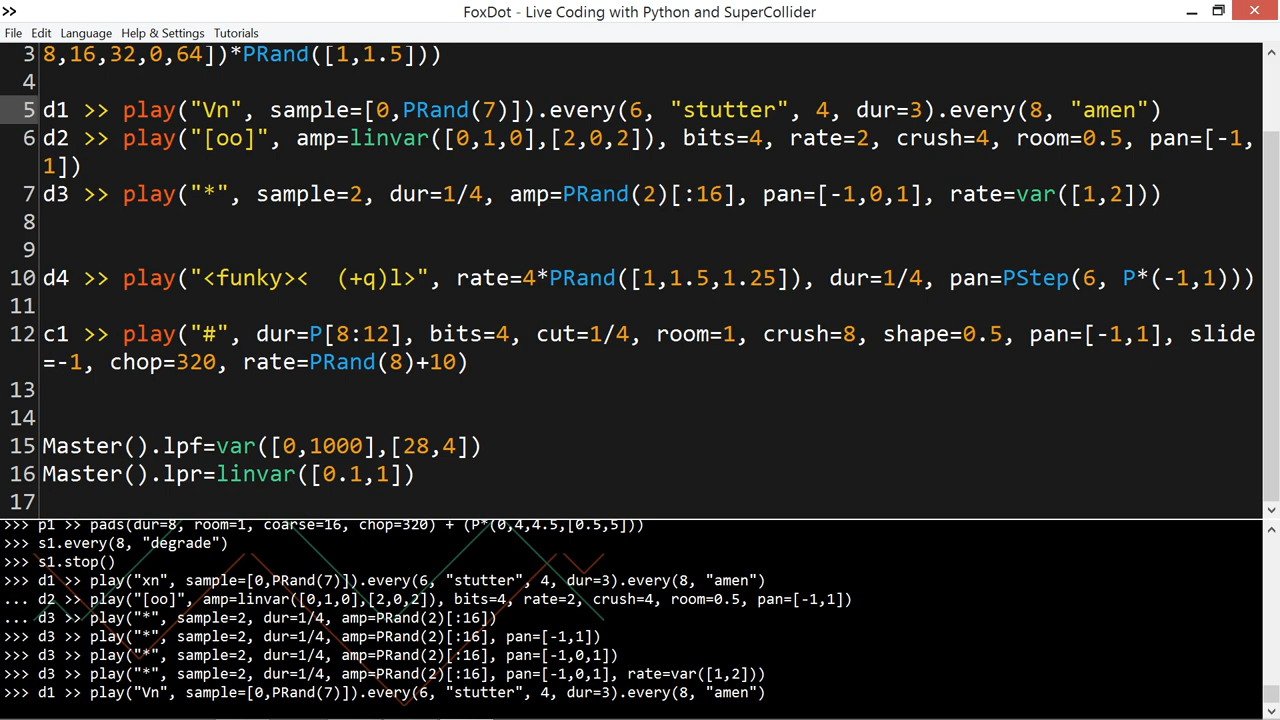 FoxDot - Live Coding with Python and SuperCollider
File Edit Language Help & Settings Tutorials
3 8,16,32,0,64])*PRand([1,1.5]))
4
5 d1 >> play("Vn", sample=[0,PRand(7)]).every(6, "stutter", 4, dur=3).every(8, "amen")
6 d2 >> play("[oo]", amp=linvar([0,1,0],[2,0,2]), bits=4, rate=2, crush=4, room=0.5, pan=[-1,
1])
7 d3 >> play("*", sample=2, dur=1/4, amp=PRand(2)[:16], pan=[-1,0,1], rate=var([1,2]))
8
9
10 d4 >> play("<funky><  (+q)l>", rate=4*PRand([1,1.5,1.25]), dur=1/4, pan=PStep(6, P*(-1,1)))
11
12 c1 >> play("#", dur=P[8:12], bits=4, cut=1/4, room=1, crush=8, shape=0.5, pan=[-1,1], slide
=-1, chop=320, rate=PRand(8)+10)
13
14
15 Master().lpf=var([0,1000],[28,4])
16 Master().lpr=linvar([0.1,1])
17
>>> p1 >> pads(dur=8, room=1, coarse=16, chop=320) + (P*(0,4,4.5,[0.5,5]))
>>> s1.every(8, "degrade")
>>> s1.stop()
>>> d1 >> play("xn", sample=[0,PRand(7)]).every(6, "stutter", 4, dur=3).every(8, "amen")
... d2 >> play("[oo]", amp=linvar([0,1,0],[2,0,2]), bits=4, rate=2, crush=4, room=0.5, pan=[-1,1])
... d3 >> play("*", sample=2, dur=1/4, amp=PRand(2)[:16])
>>> d3 >> play("*", sample=2, dur=1/4, amp=PRand(2)[:16], pan=[-1,1])
>>> d3 >> play("*", sample=2, dur=1/4, amp=PRand(2)[:16], pan=[-1,0,1])
>>> d3 >> play("*", sample=2, dur=1/4, amp=PRand(2)[:16], pan=[-1,0,1], rate=var([1,2]))
>>> d1 >> play("Vn", sample=[0,PRand(7)]).every(6, "stutter", 4, dur=3).every(8, "amen")